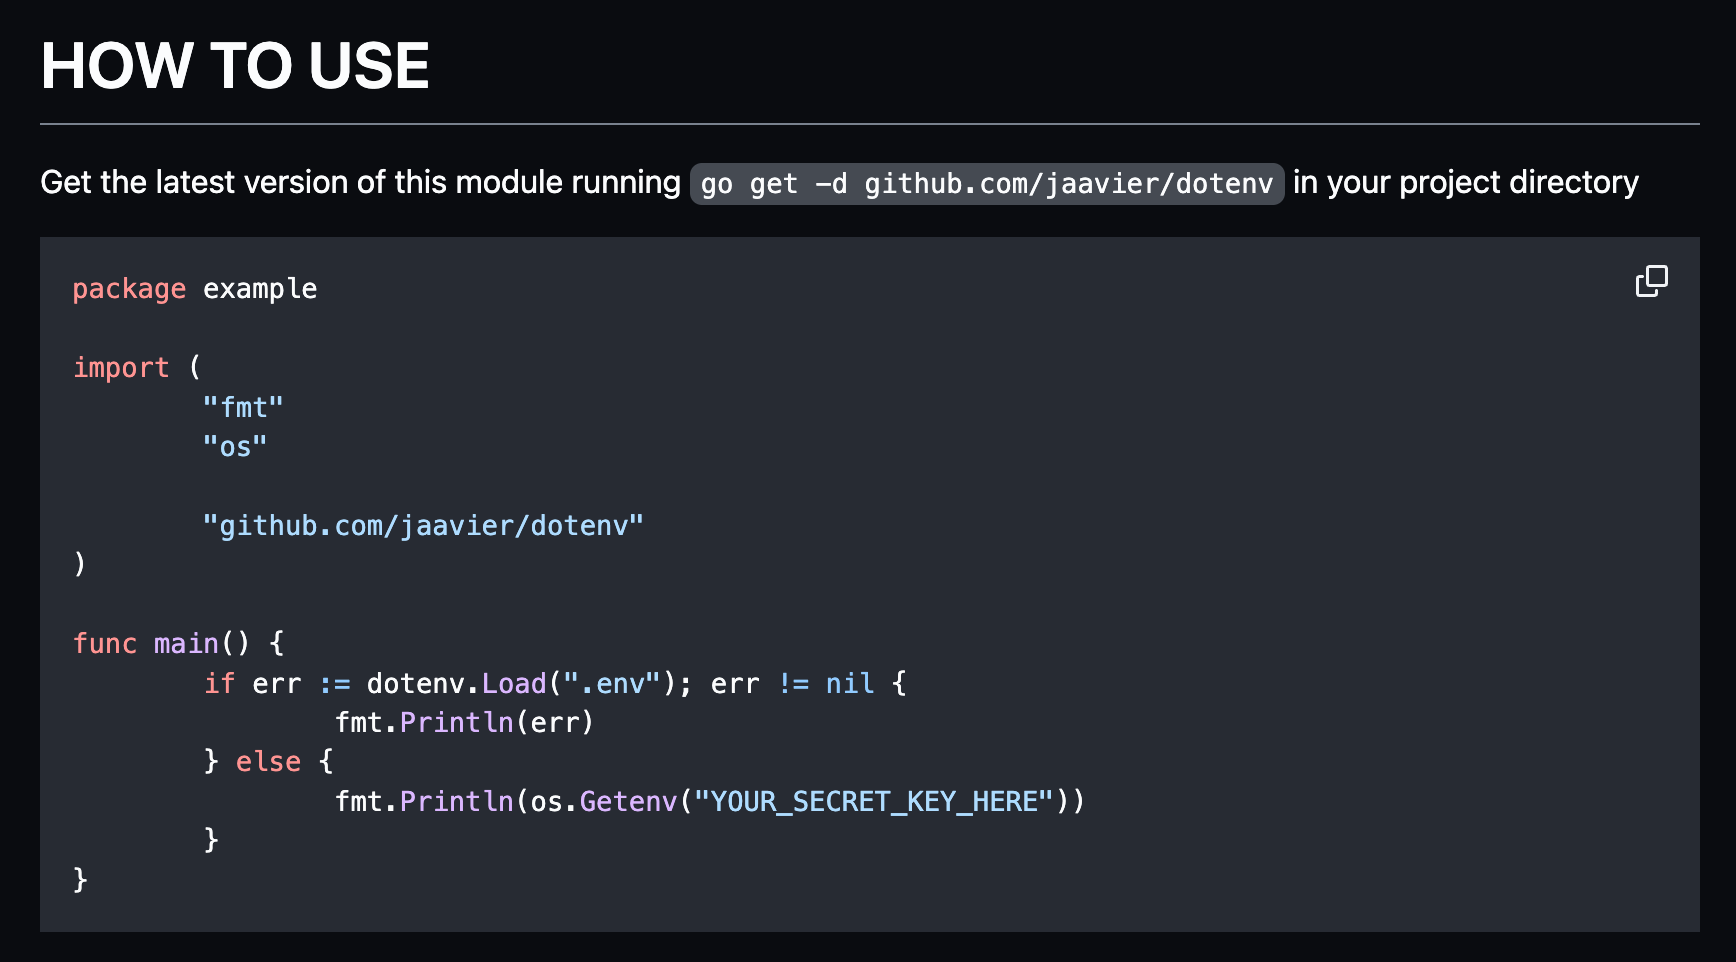 HOW TO USE
Get the latest version of this module running go get -d github.com/jaavier/dotenv in your project directory
package example
import (
"fmt"
"os"
"github.com/jaavier/dotenv"
)
func main() {
if err := dotenv.Load(".env"); err != nil {
fmt.Println(err)
} else {
fmt.Println(os.Getenv("YOUR_SECRET_KEY_HERE"))
}
}